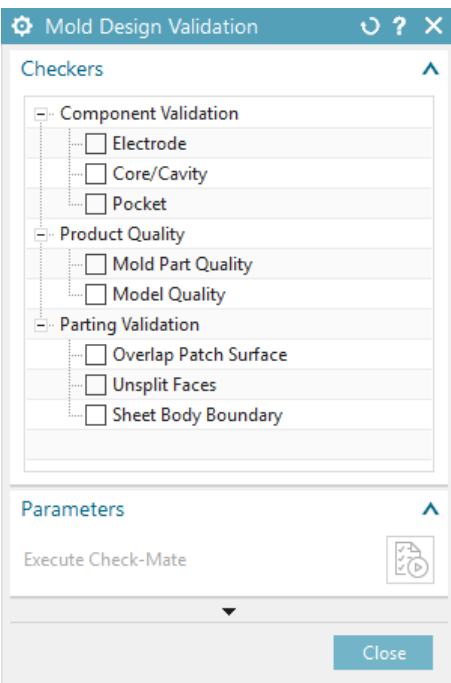 Mold Design Validation ?
Checkers
Component Validation
Electrode
Core/Cavity
Pocket
Product Quality
Mold Part Quality
Model Quality
Parting Validation
Overlap Patch Surface
Unsplit Faces
Sheet Body Boundary
Parameters
Execute Check-Mate
Close